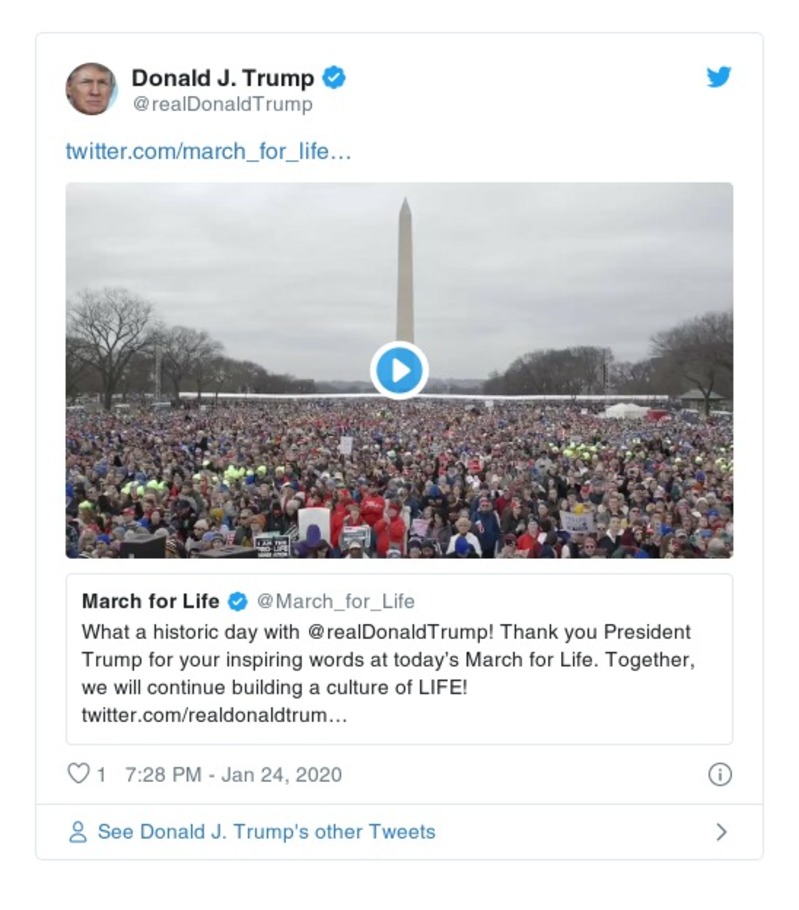 Donald J. Trump
@realDonaldTrump
twitter.com/march_for_life…
I AM THE
PRO-LIFE
March for Life @March_for_Life
What a historic day with @realDonaldTrump! Thank you President
Trump for your inspiring words at today's March for Life. Together,
we will continue building a culture of LIFE!
twitter.com/realdonaldtrum…
1 7:28 PM - Jan 24, 2020
See Donald J. Trump's other Tweets